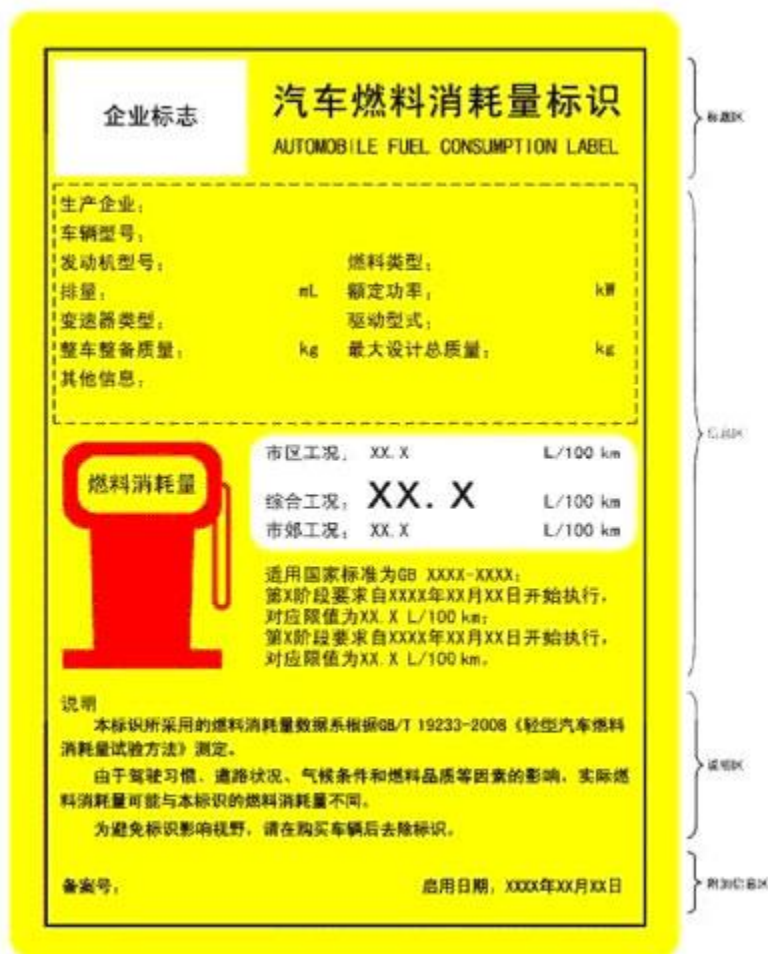 企业标志
汽车燃料消耗量标识
AUTOMOBILE FUEL CONSUMPTION LABEL
标题区
生产企业：
车辆型号：
发动机型号： 燃料类型：
排量： mL 额定功率： kW
变速器类型： 驱动型式：
整车整备质量： kg 最大设计总质量： kg
其他信息：
信息区
燃料消耗量
市区工况： XX.X L/100 km
综合工况： XX.X L/100 km
市郊工况： XX.X L/100 km
适用国家标准为GB XXXX-XXXX：
第X阶段要求自XXXX年XX月XX日开始执行，
对应限值为XX.X L/100 km；
第X阶段要求自XXXX年XX月XX日开始执行，
对应限值为XX.X L/100 km。
说明
本标识所采用的燃料消耗量数据系根据GB/T 19233-2008《轻型汽车燃料
消耗量试验方法》测定。
由于驾驶习惯、道路状况、气候条件和燃料品质等因素的影响，实际燃
料消耗量可能与本标识的燃料消耗量不同。
为避免标识影响视野，请在购买车辆后去除标识。
说明区
备案号： 启用日期：XXXX年XX月XX日
附加信息区